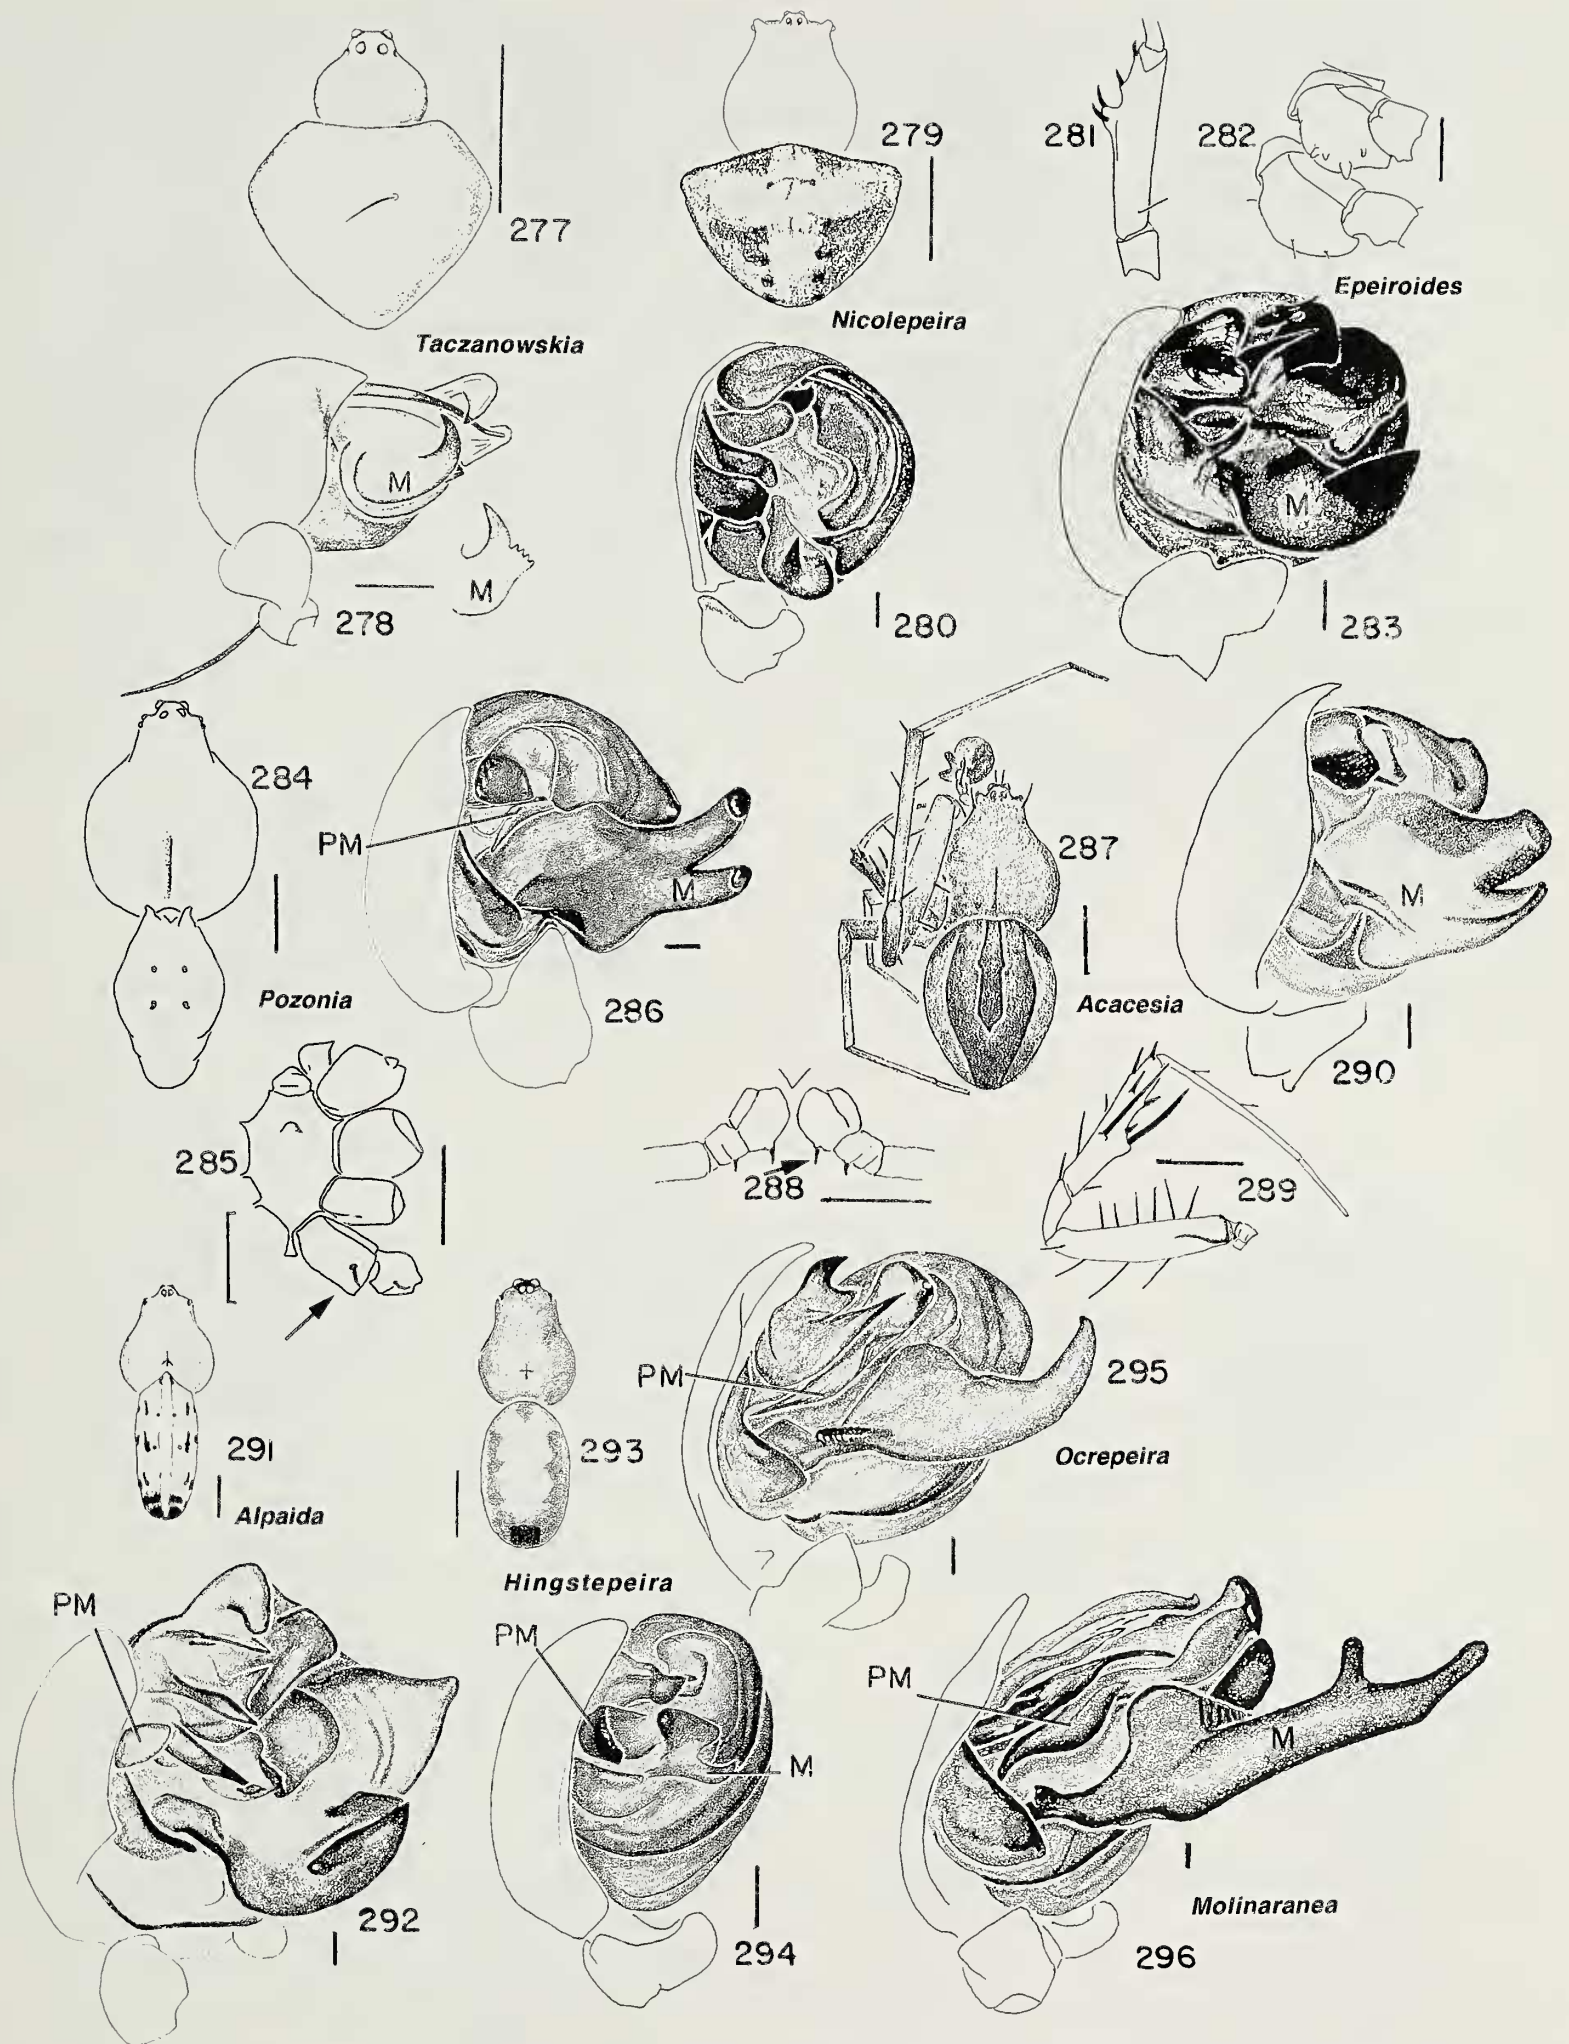 277
279
281
282
Epeiroides
Nicolepeira
Taczanowskia
M
M
278
280
M
283
284
PM
M
Pozonia
286
287
Acacesia
M
290
285
288
289
PM
295
291
293
Ocrepeira
Alpaida
Hingstepeira
PM
292
PM
M
294
PM
M
Molinaranea
296